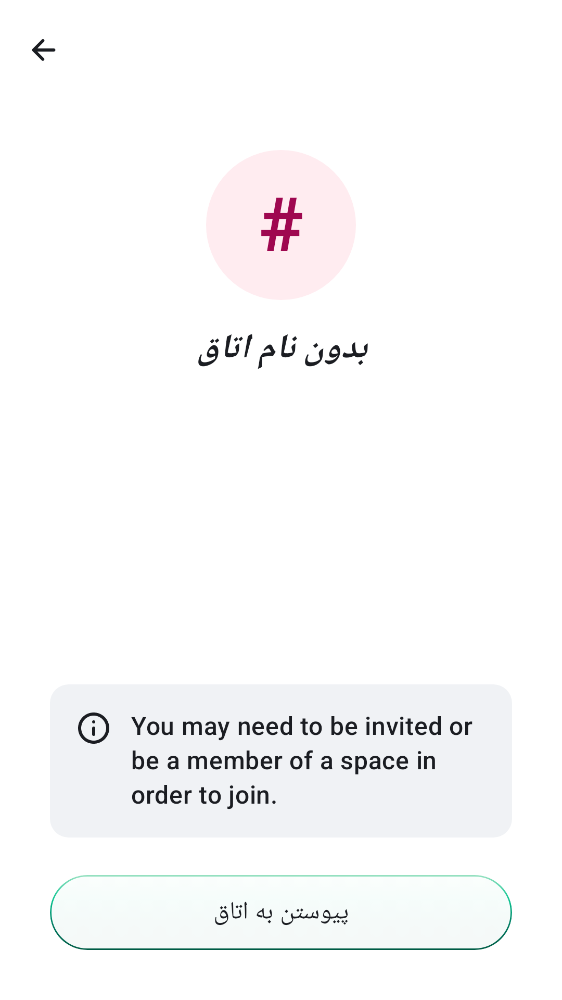 #
بدون نام اتاق
You may need to be invited or
be a member of a space in
order to join.
پیوستن به اتاق